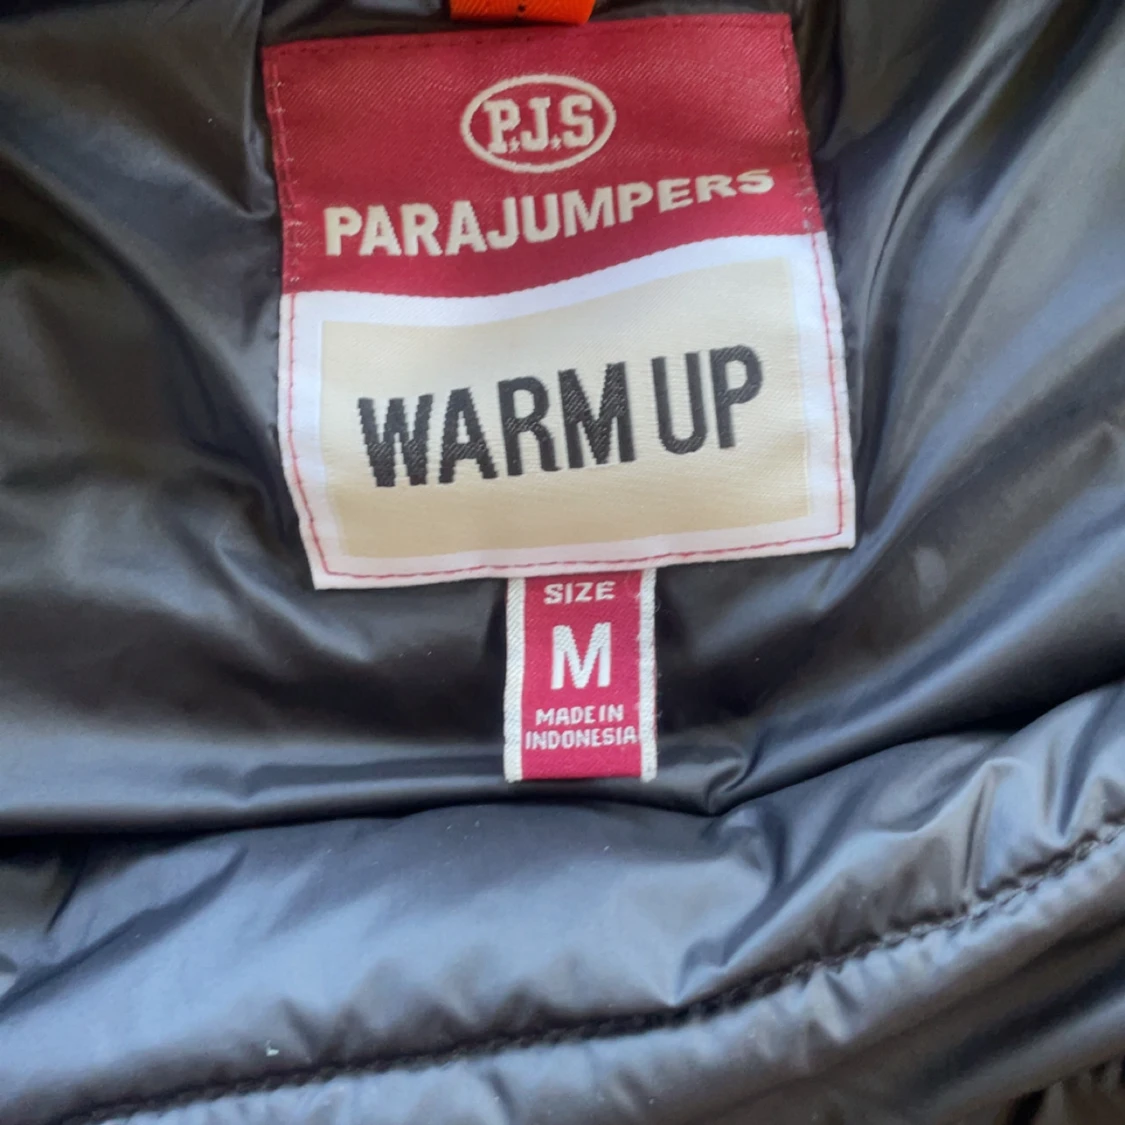 P.J.S
PARAJUMPERS
WARM UP
SIZE
M
MADE IN
INDONESIA